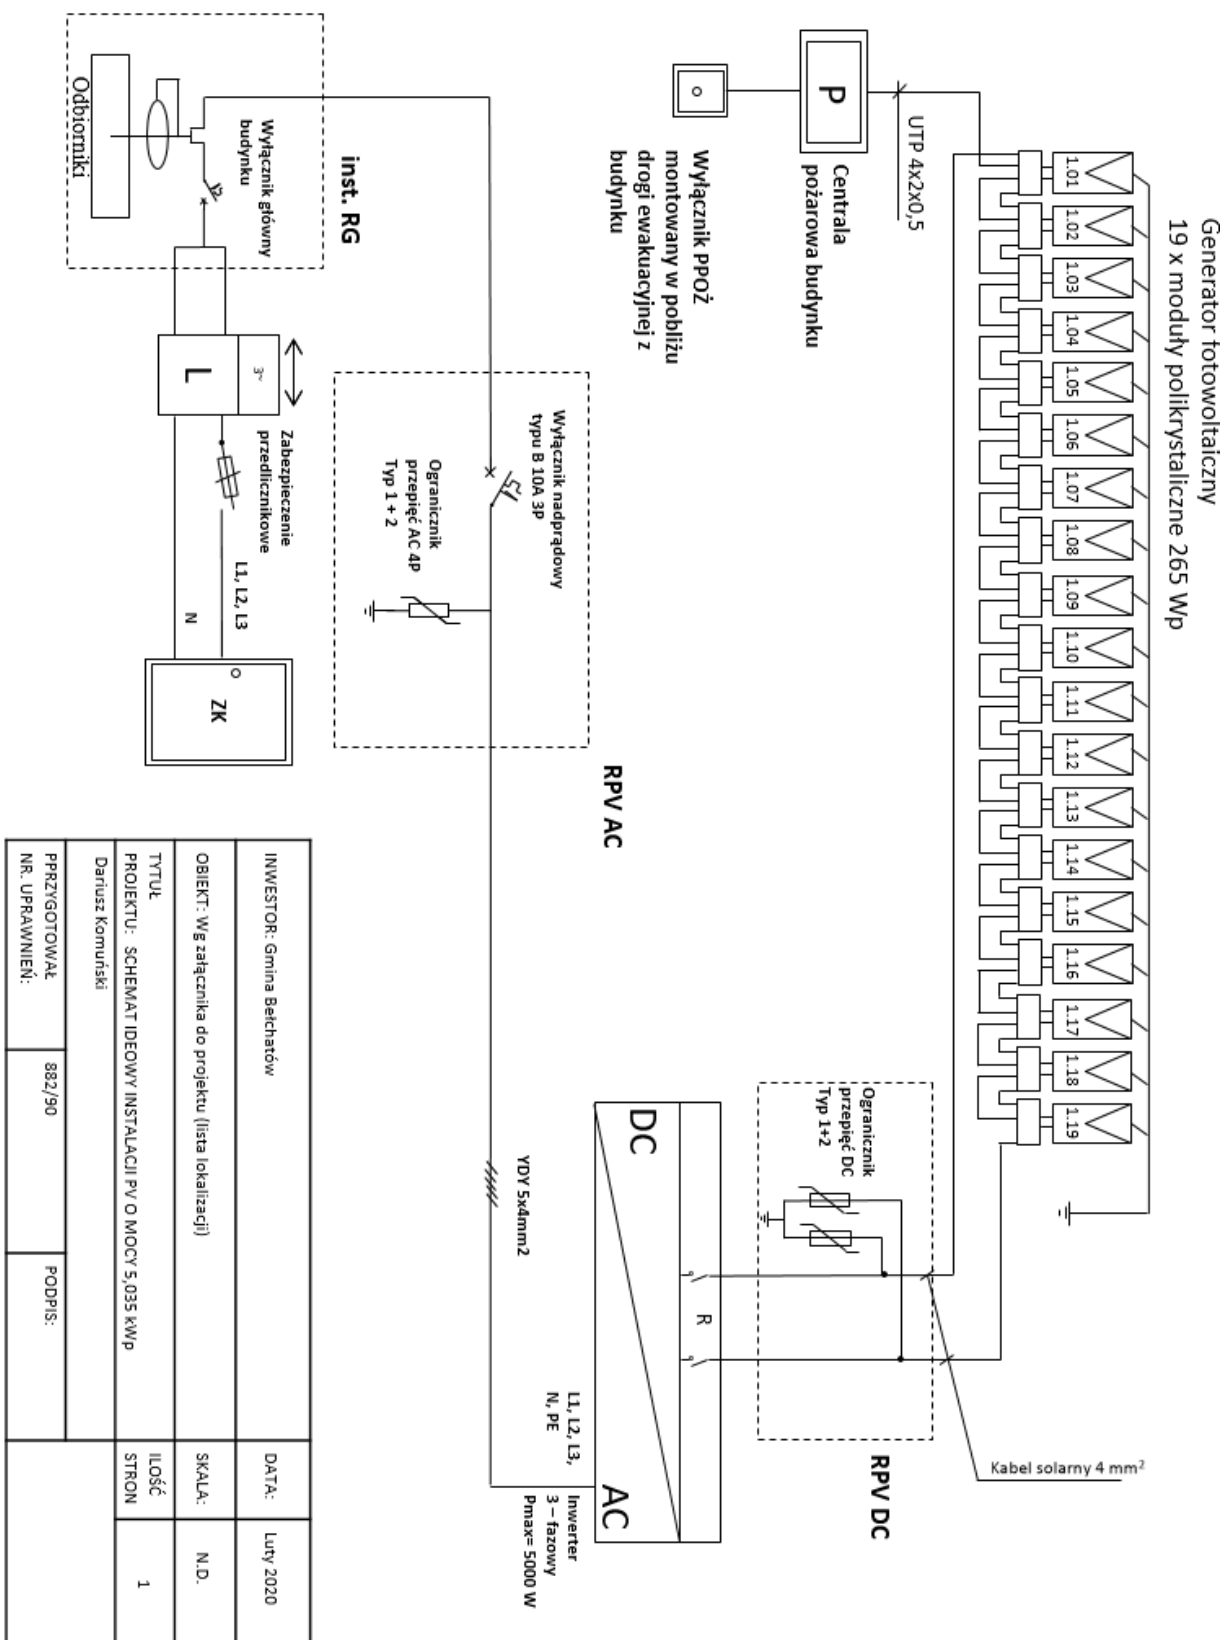 Generator fotowoltaiczny
19 x moduły polikrystaliczne 265 Wp
1.01
1.02
1.03
1.04
1.05
1.06
1.07
1.08
1.09
1.10
1.11
1.12
1.13
1.14
1.15
1.16
1.17
1.18
1.19
UTP 4x2x0,5
P
Centrala
pożarowa budynku
Wyłącznik PPOŻ
montowany w pobliżu
drogi ewakuacyjnej z
budynku
Kabel solarny 4 mm²
RPV DC
Ogranicznik
przepięć DC
Typ 1+2
R
DC
AC
L1, L2, L3,
N, PE
Inwerter
3 – fazowy
Pmax= 5000 W
YDY 5x4mm2
RPV AC
Wyłącznik nadprądowy
typu B 10A 3P
Ogranicznik
przepięć AC 4P
Typ 1 + 2
inst. RG
Wyłącznik główny
budynku
Odbiorniki
3~
L
Zabezpieczenie
przedlicznikowe
L1, L2, L3
N
ZK
INWESTOR: Gmina Bełchatów
DATA:
Luty 2020
OBIEKT: Wg załącznika do projektu (lista lokalizacji)
SKALA:
N.D.
TYTUŁ
PROJEKTU: SCHEMAT IDEOWY INSTALACJI PV O MOCY 5,035 kWp
ILOŚĆ
STRON
1
Dariusz Komuński
PPRZYGOTOWAŁ
NR. UPRAWNIEŃ:
882/90
PODPIS: